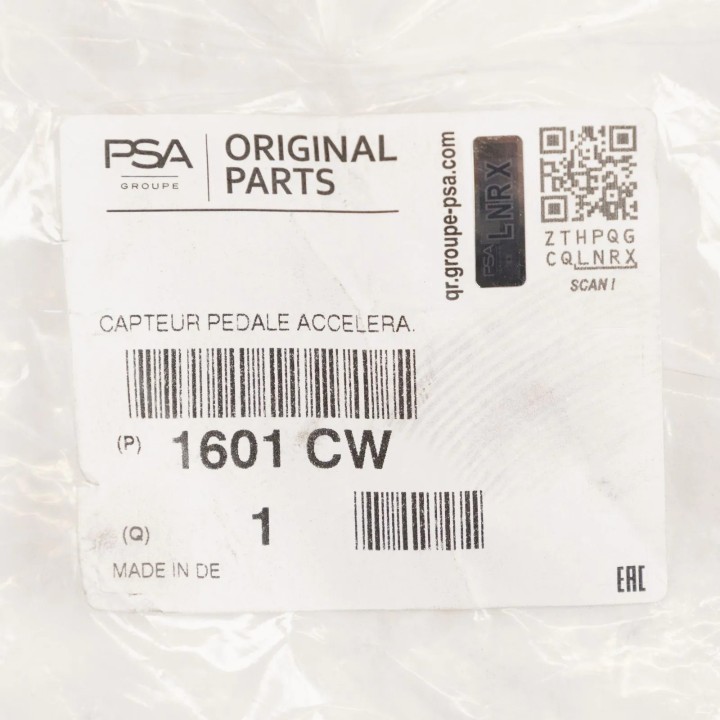 PSA
GROUPE
ORIGINAL
PARTS
qr.groupe-psa.com
PSA
LNRX
ZTHPQG
CQLNRX
SCAN !
CAPTEUR PEDALE ACCELERA.
(P) 1601 CW
(Q) 1
MADE IN DE
EAC